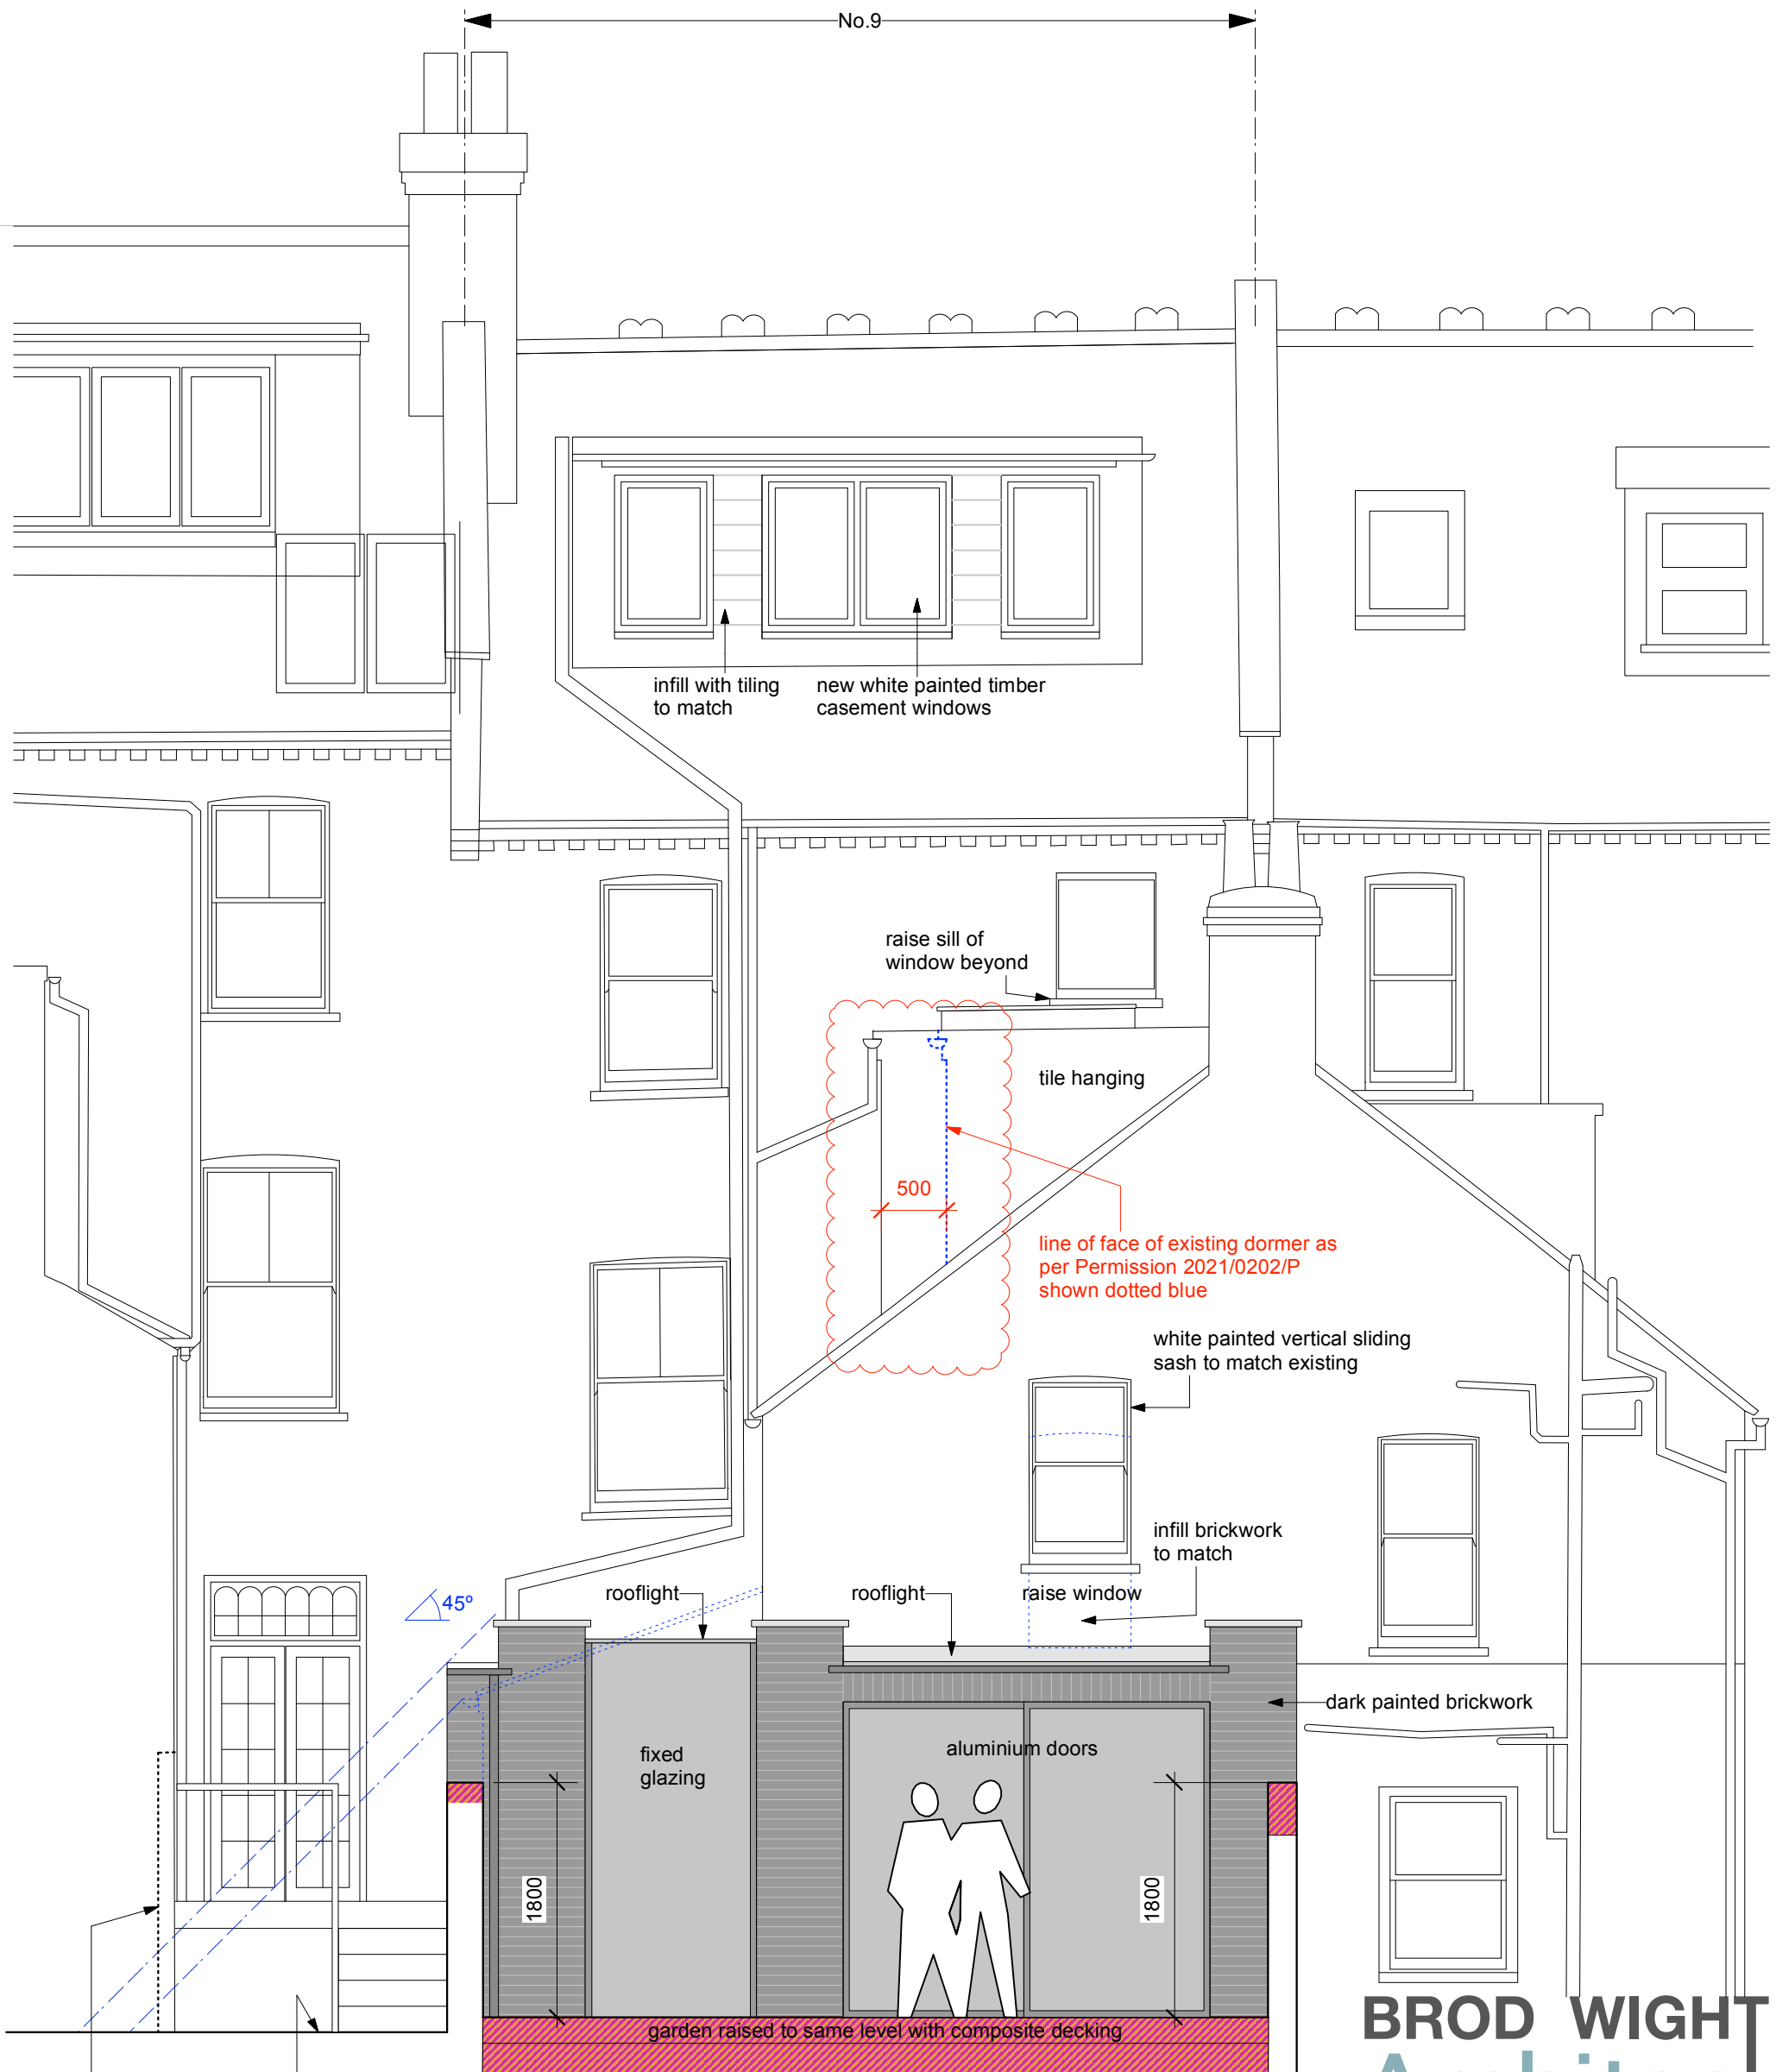 No.9
infill with tiling
to match
new white painted timber
casement windows
raise sill of
window beyond
tile hanging
500
line of face of existing dormer as
per Permission 2021/0202/P
shown dotted blue
white painted vertical sliding
sash to match existing
infill brickwork
to match
45º
rooflight
rooflight
raise window
dark painted brickwork
fixed
glazing
aluminium doors
1800
1800
garden raised to same level with composite decking
BROD WIGHT